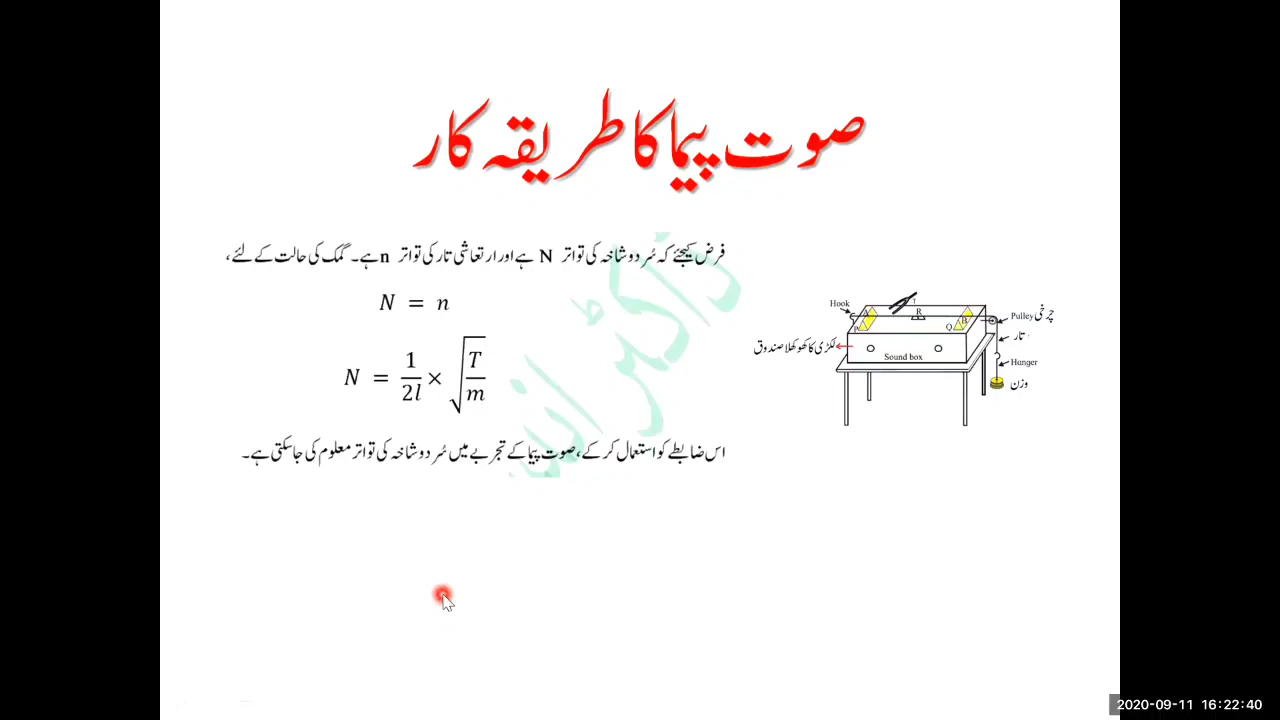 صوت پیما کا طریقہ کار
فرض کیجئے کہ سُر دو شاخہ کی تواتر N ہے اور ارتعاشی تار کی تواتر n ہے۔ گمک کی حالت کے لئے،
N = n
N = 1/2l × √T/m
اس ضابطے کو استعمال کر کے، صوت پیما کے تجربے میں سُر دو شاخہ کی تواتر معلوم کی جاسکتی ہے۔
Hook
T
A
R
B
P
Q
Pulley چرخی
تار
لکڑی کا کھوکھلا صندوق
Sound box
Hanger
وزن
2020-09-11 16:22:40